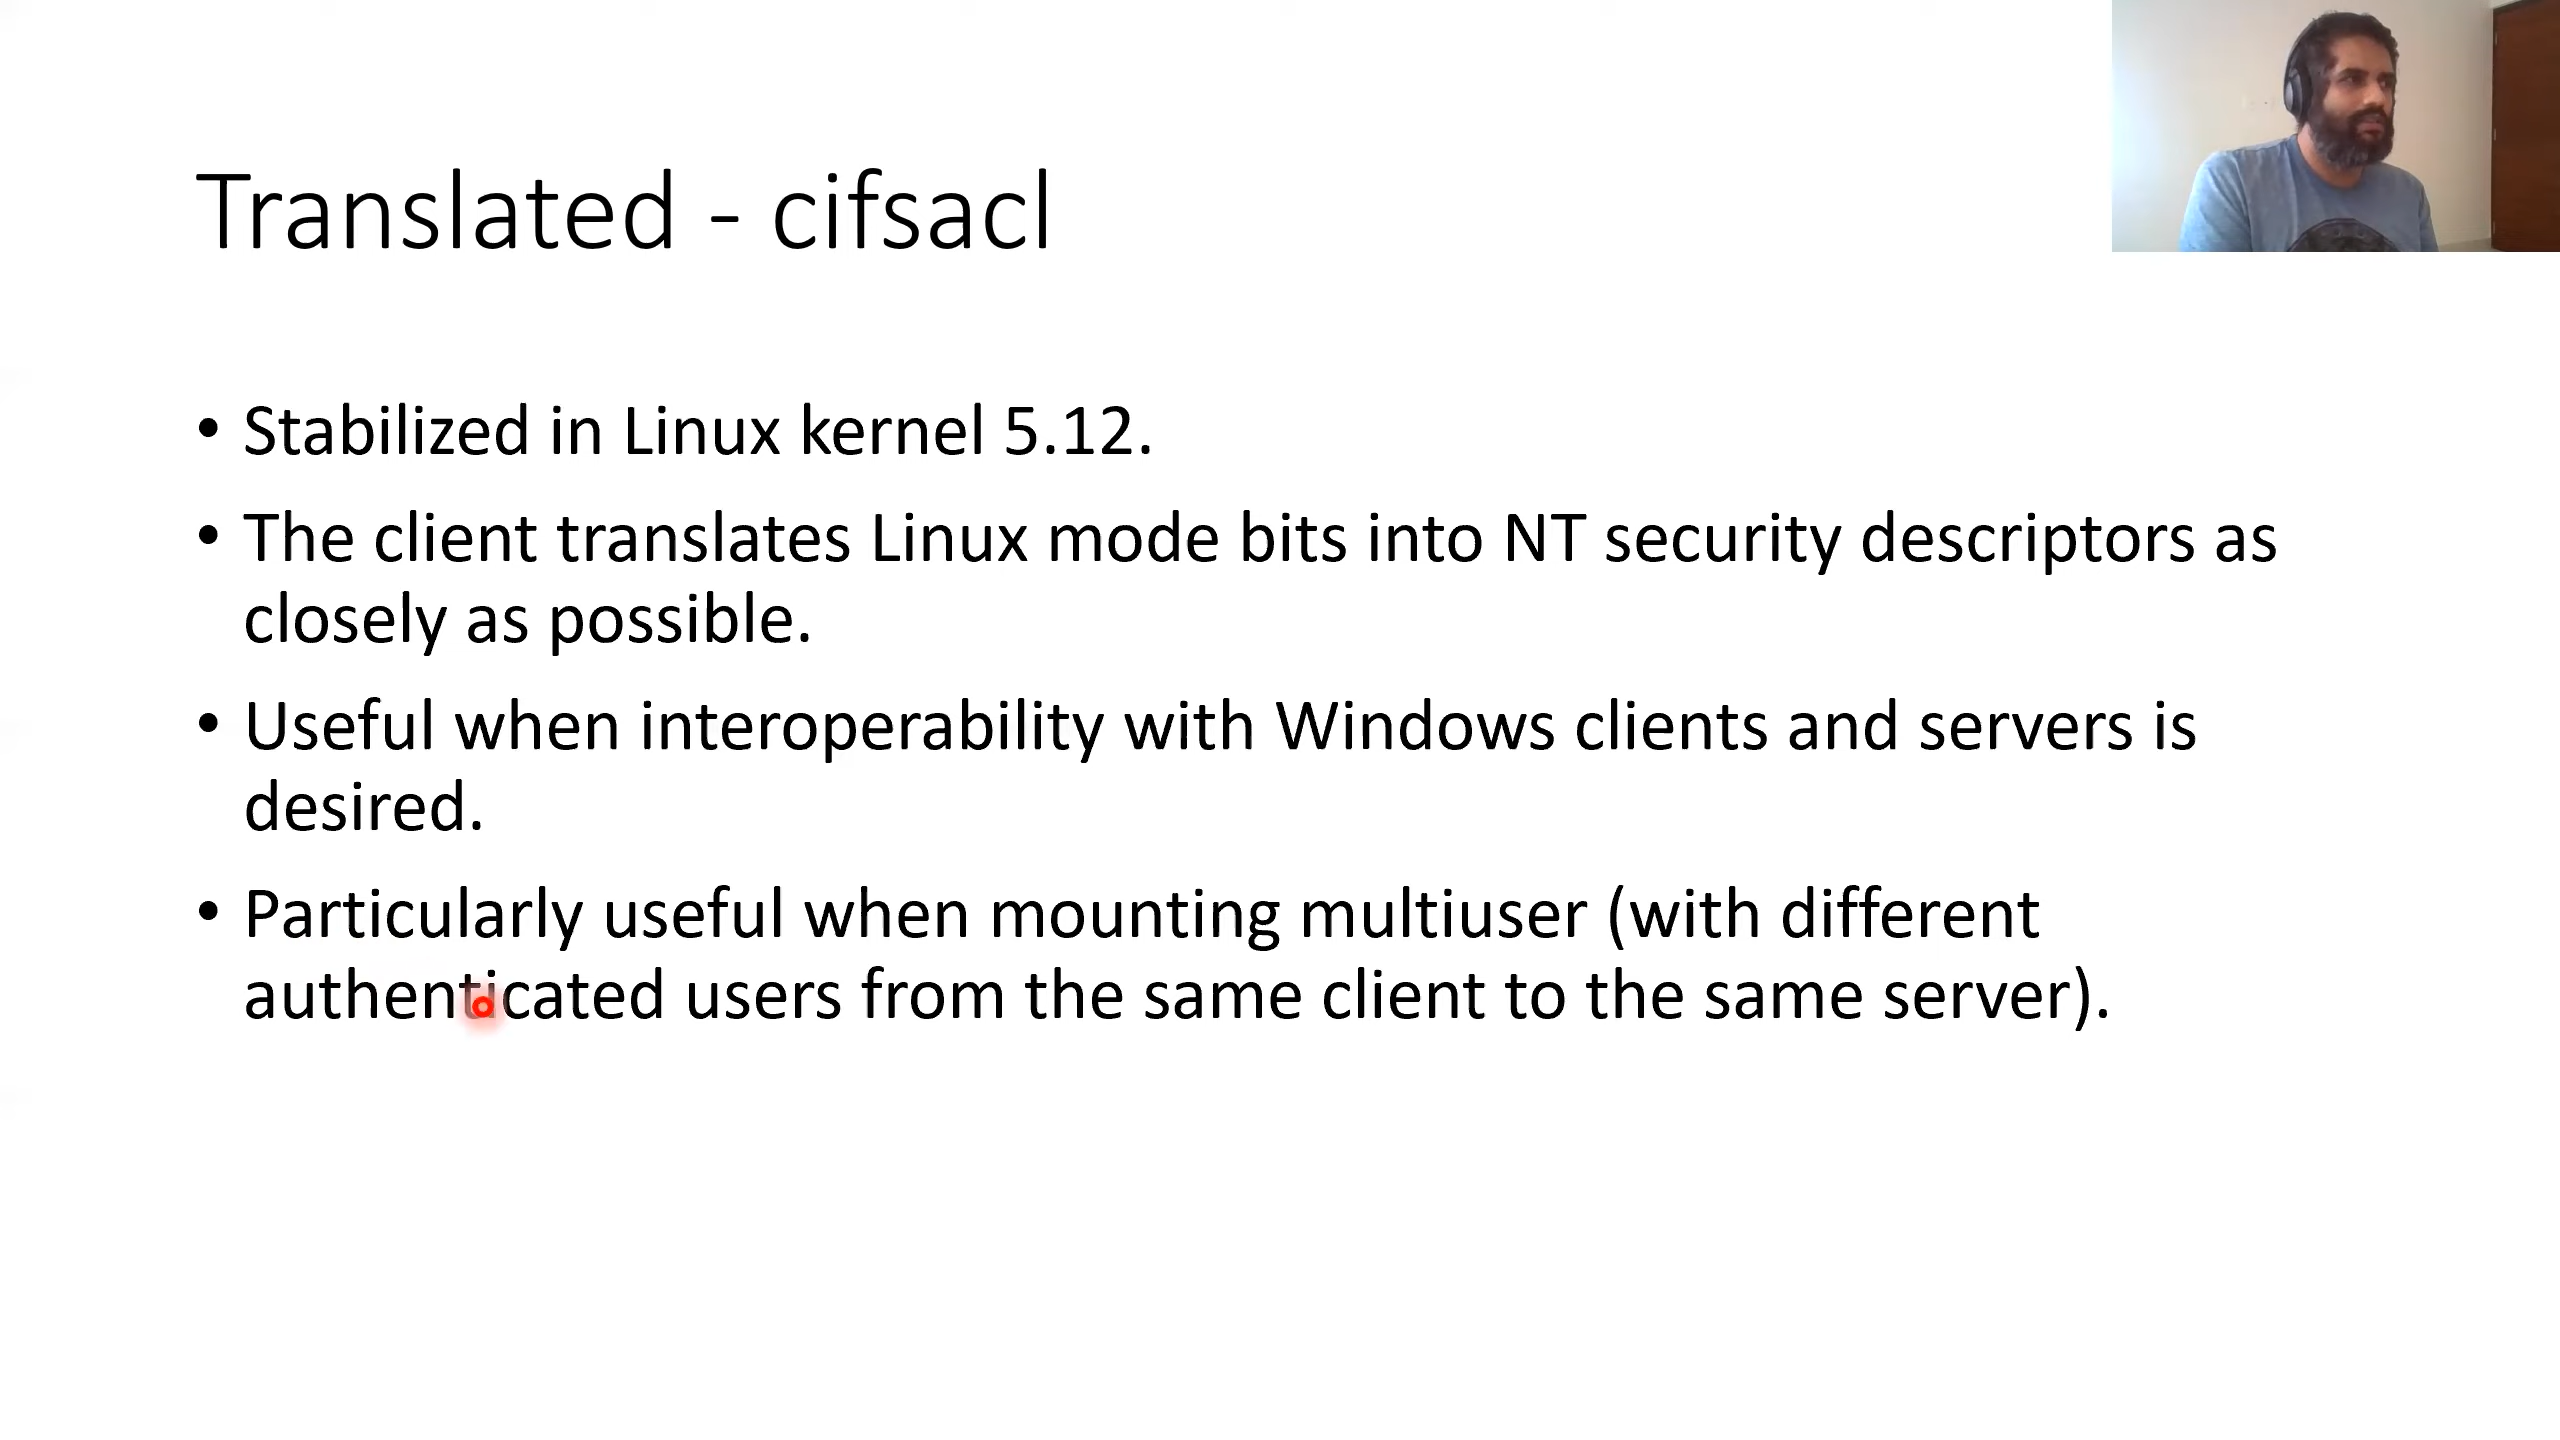 Translated - cifsacl
• Stabilized in Linux kernel 5.12.
• The client translates Linux mode bits into NT security descriptors as
closely as possible.
• Useful when interoperability with Windows clients and servers is
desired.
• Particularly useful when mounting multiuser (with different
authenticated users from the same client to the same server).